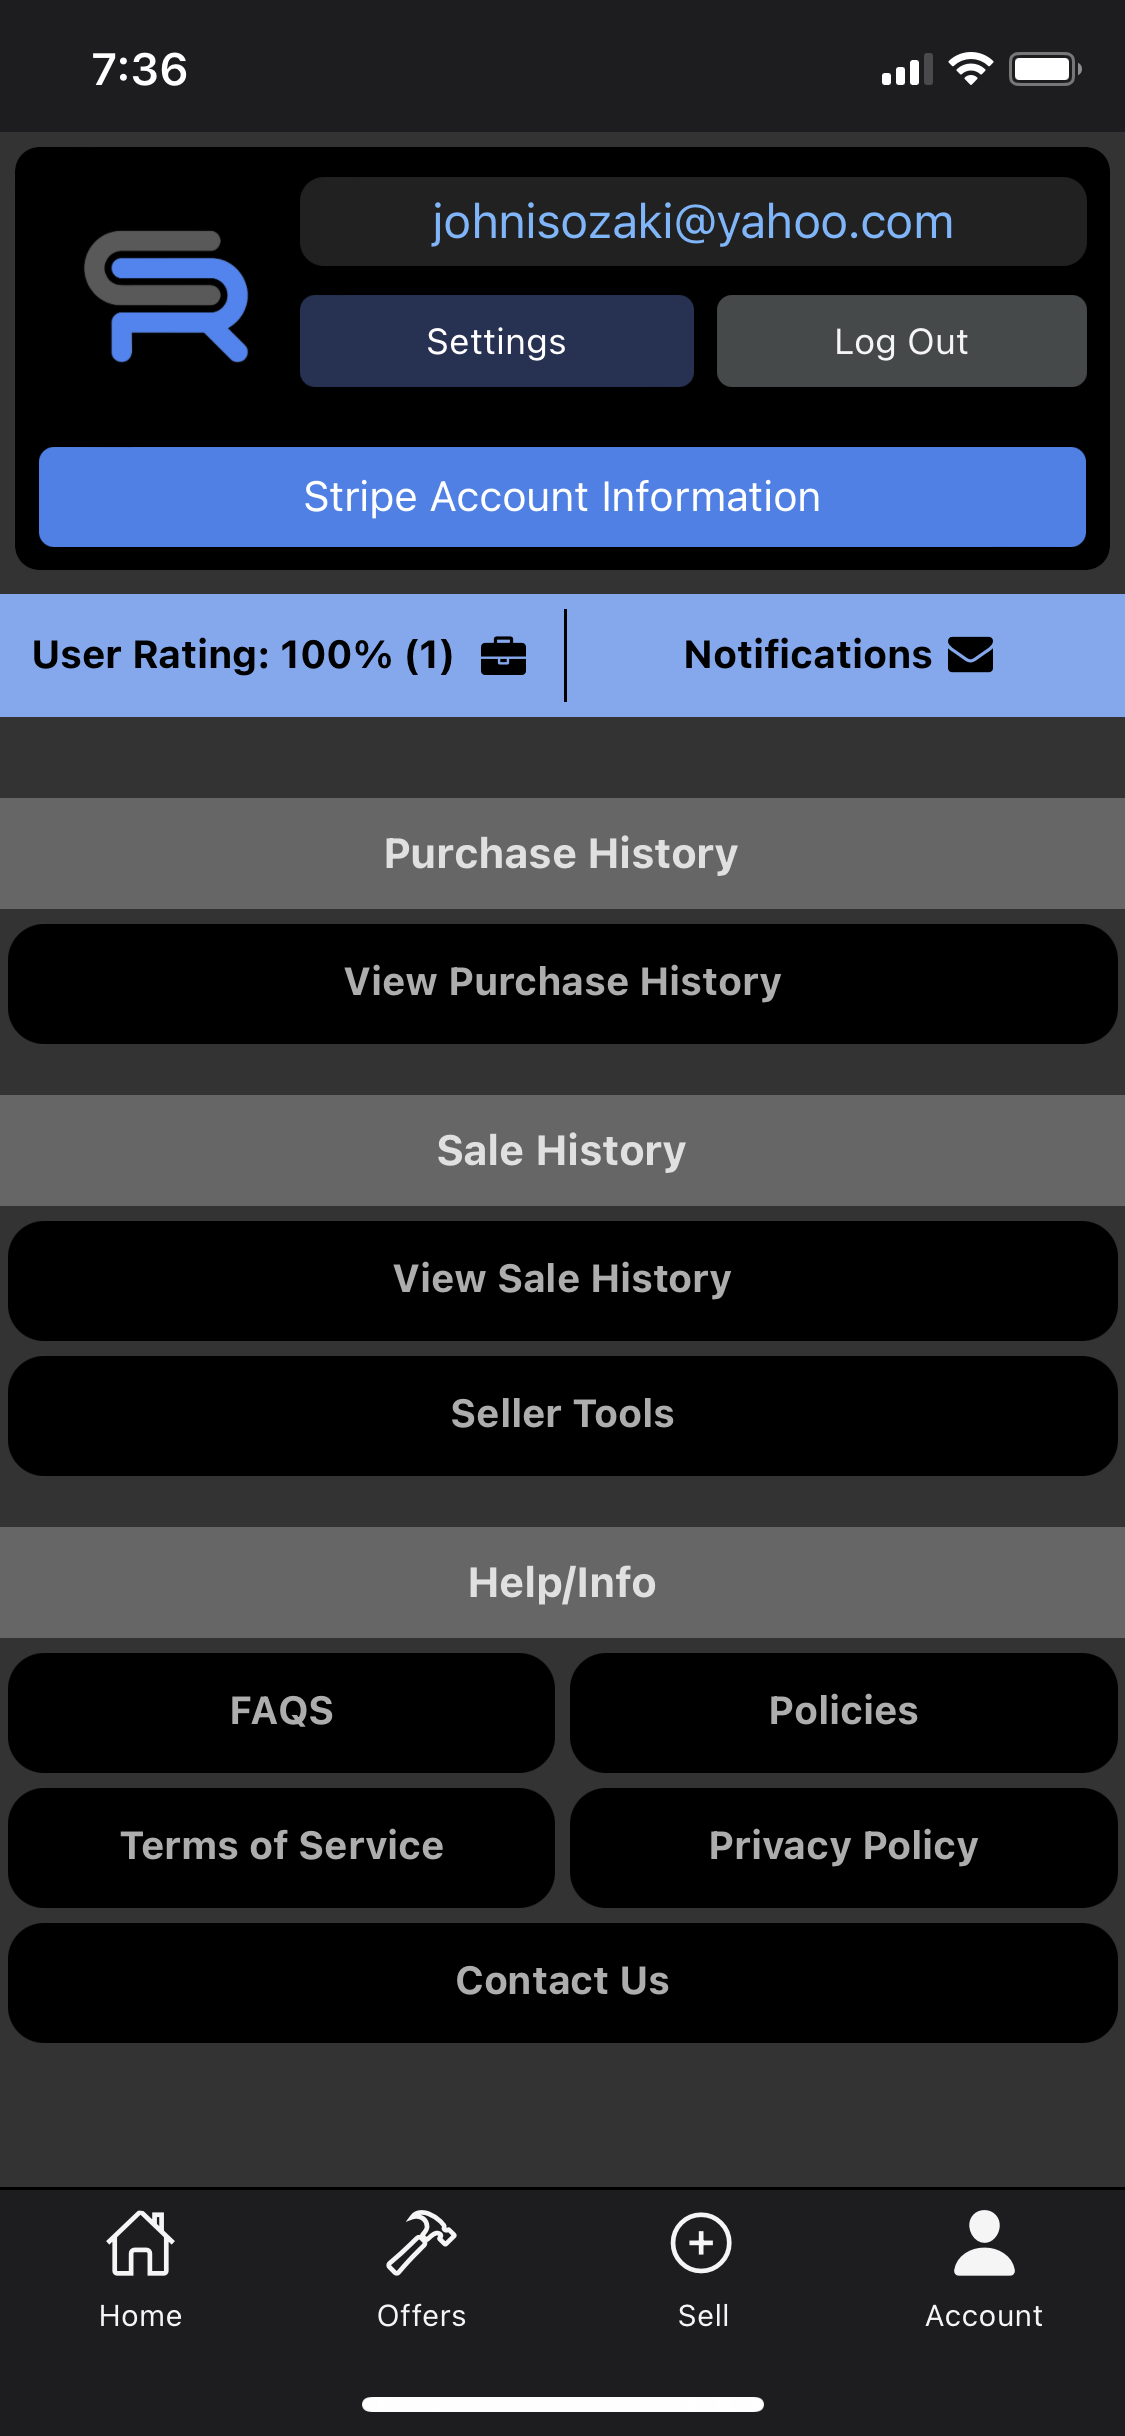 7:36
johnisozaki@yahoo.com
Settings
Log Out
Stripe Account Information
User Rating: 100% (1)
Notifications
Purchase History
View Purchase History
Sale History
View Sale History
Seller Tools
Help/Info
FAQS
Policies
Terms of Service
Privacy Policy
Contact Us
Home
Offers
Sell
Account